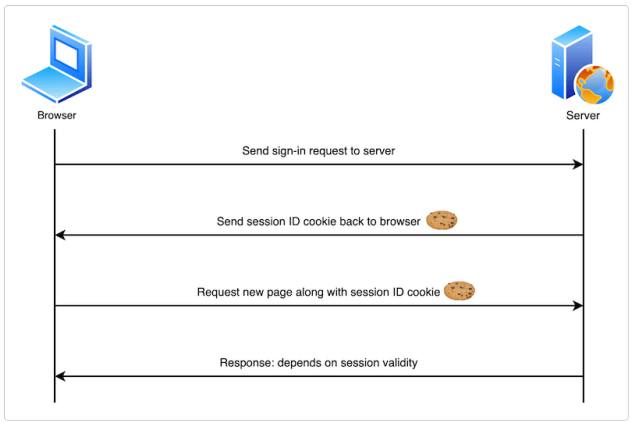 Browser
Server
Send sign-in request to server
Send session ID cookie back to browser
Request new page along with session ID cookie
Response: depends on session validity